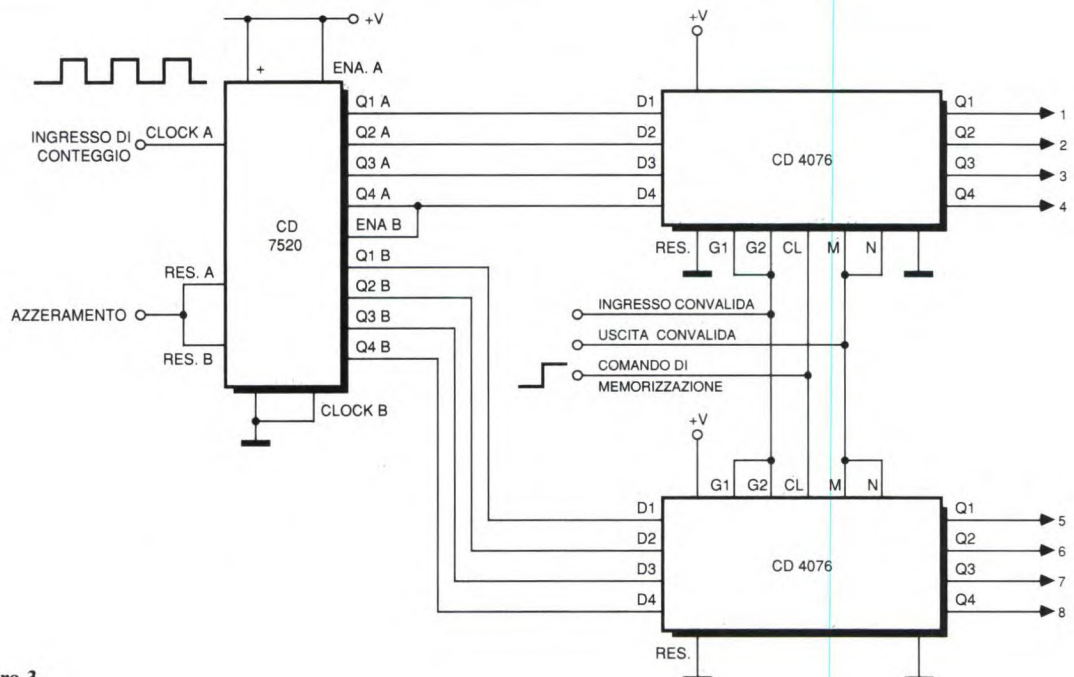 +V
+
ENA. A
INGRESSO DI
CONTEGGIO
CLOCK A
Q1 A
Q2 A
Q3 A
Q4 A
ENA B
Q1 B
Q2 B
Q3 B
Q4 B
CD
7520
RES. A
AZZERAMENTO
RES. B
CLOCK B
+V
D1
D2
D3
D4
CD 4076
Q1
Q2
Q3
Q4
1
2
3
4
RES.
G1
G2
CL
M
N
INGRESSO CONVALIDA
USCITA CONVALIDA
COMANDO DI
MEMORIZZAZIONE
+V
G1
G2
CL
M
N
D1
D2
D3
D4
CD 4076
Q1
Q2
Q3
Q4
5
6
7
8
RES.